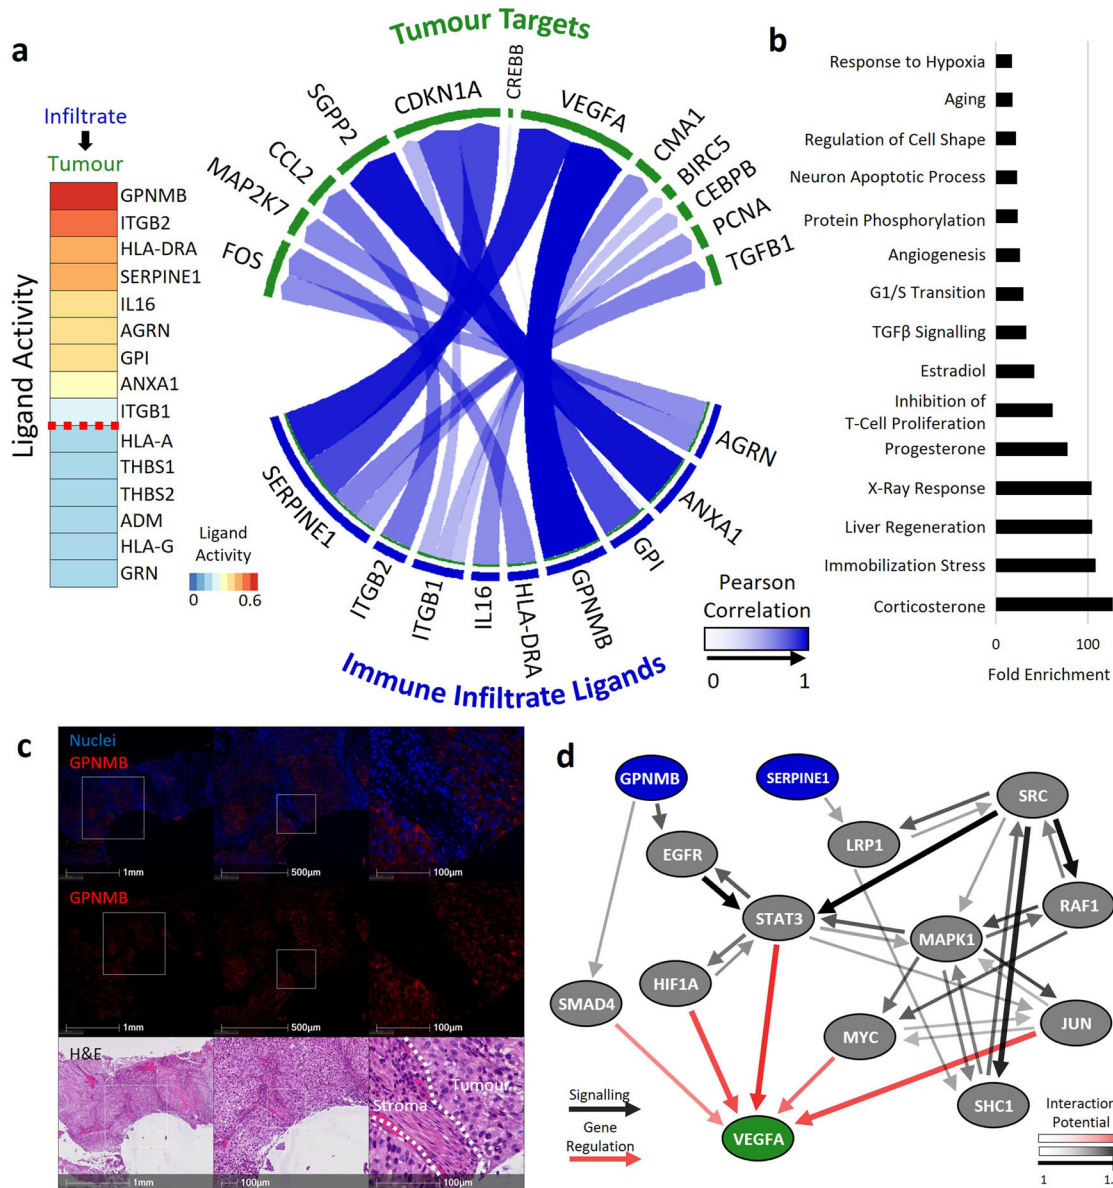 a
Infiltrate
Tumour
Ligand Activity
GPNMB
ITGB2
HLA-DRA
SERPINE1
IL16
AGRN
GPI
ANXA1
ITGB1
HLA-A
THBS1
THBS2
ADM
HLA-G
GRN
Ligand
Activity
0 0.6
Tumour Targets
FOS
MAP2K7
CCL2
SGPP2
CDKN1A
CREBB
VEGFA
CMA1
BIRC5
CEBPB
PCNA
TGFB1
AGRN
ANXA1
GPI
GPNMB
HLA-DRA
IL16
ITGB1
ITGB2
SERPINE1
Immune Infiltrate Ligands
Pearson
Correlation
0 1
b
Response to Hypoxia
Aging
Regulation of Cell Shape
Neuron Apoptotic Process
Protein Phosphorylation
Angiogenesis
G1/S Transition
TGFβ Signalling
Estradiol
Inhibition of
T-Cell Proliferation
Progesterone
X-Ray Response
Liver Regeneration
Immobilization Stress
Corticosterone
0 100
Fold Enrichment
c
Nuclei
GPNMB
1mm 500µm 100µm
GPNMB
1mm 500µm 100µm
H&E
Stroma
Tumour
1mm 100µm 100µm
d
GPNMB
SERPINE1
SRC
EGFR
LRP1
STAT3
RAF1
MAPK1
HIF1A
SMAD4
MYC
JUN
SHC1
VEGFA
Signalling
Gene
Regulation
Interaction
Potential
1